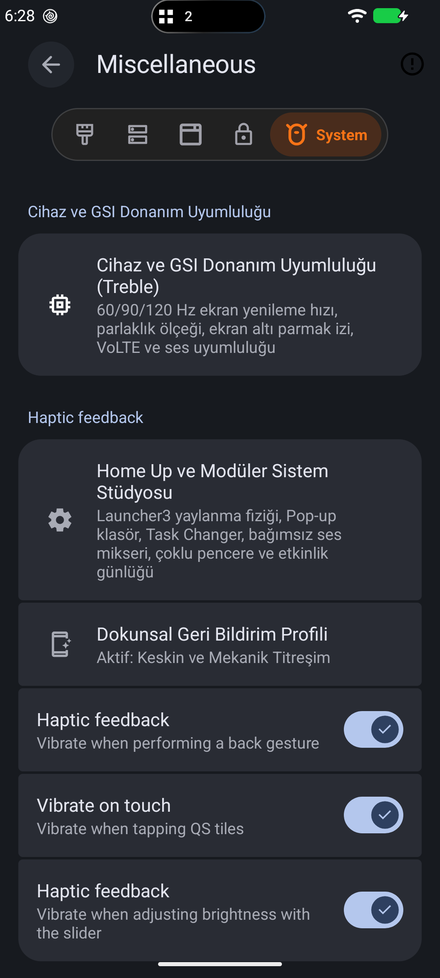 6:28
2
Miscellaneous
System
Cihaz ve GSI Donanım Uyumluluğu
Cihaz ve GSI Donanım Uyumluluğu
(Treble)
60/90/120 Hz ekran yenileme hızı,
parlaklık ölçeği, ekran altı parmak izi,
VoLTE ve ses uyumluluğu
Haptic feedback
Home Up ve Modüler Sistem
Stüdyosu
Launcher3 yaylanma fiziği, Pop-up
klasör, Task Changer, bağımsız ses
mikseri, çoklu pencere ve etkinlik
günlüğü
Dokunsal Geri Bildirim Profili
Aktif: Keskin ve Mekanik Titreşim
Haptic feedback
Vibrate when performing a back gesture
Vibrate on touch
Vibrate when tapping QS tiles
Haptic feedback
Vibrate when adjusting brightness with
the slider